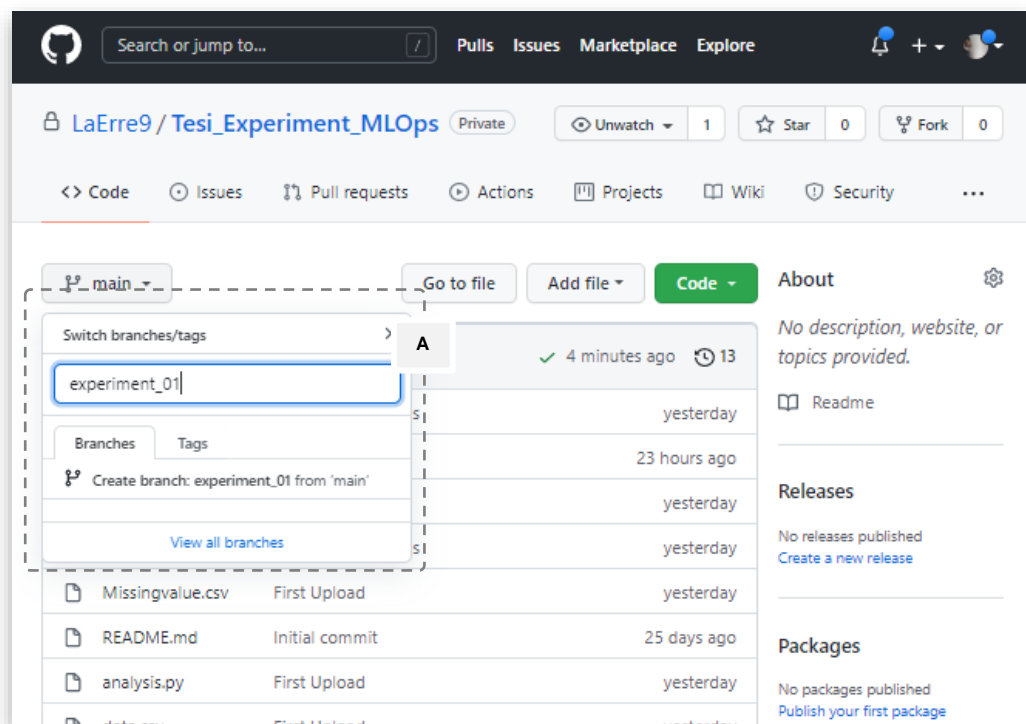 Search or jump to... / Pulls Issues Marketplace Explore
LaErre9 / Tesi_Experiment_MLOps Private Unwatch 1 Star 0 Fork 0
Code Issues Pull requests Actions Projects Wiki Security ...
main Go to file Add file Code
Switch branches/tags
A
4 minutes ago 13
experiment_01
s yesterday
Branches Tags
23 hours ago
Create branch: experiment_01 from 'main'
yesterday
View all branches
s yesterday
Missingvalue.csv First Upload yesterday
README.md Initial commit 25 days ago
analysis.py First Upload yesterday
data.csv First Upload yesterday
About
No description, website, or
topics provided.
Readme
Releases
No releases published
Create a new release
Packages
No packages published
Publish your first package